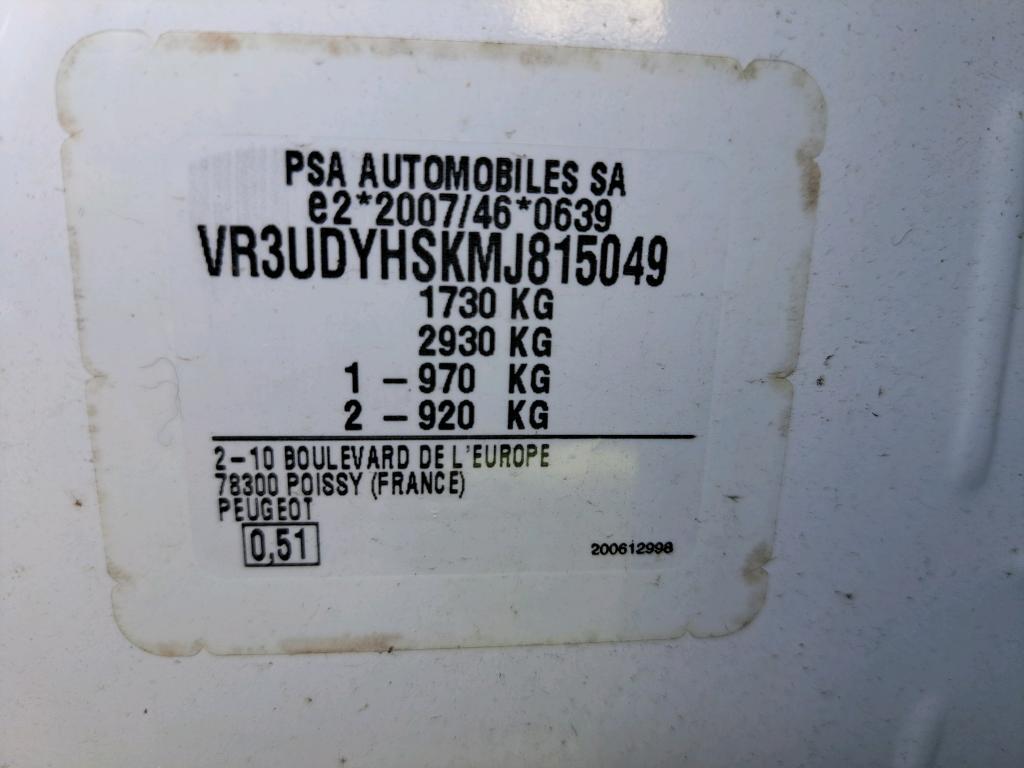 PSA AUTOMOBILES SA
e2*2007/46*0639
VR3UDYHSKMJ815049
1730 KG
2930 KG
1 – 970 KG
2 – 920 KG
2–10 BOULEVARD DE L'EUROPE
78300 POISSY (FRANCE)
PEUGEOT
0,51
200612998